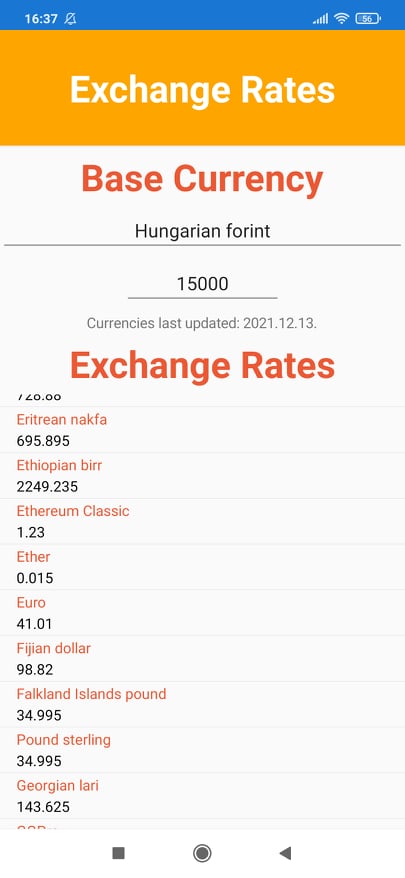 16:37
56
Exchange Rates
Base Currency
Hungarian forint
15000
Currencies last updated: 2021.12.13.
Exchange Rates
728.88
Eritrean nakfa
695.895
Ethiopian birr
2249.235
Ethereum Classic
1.23
Ether
0.015
Euro
41.01
Fijian dollar
98.82
Falkland Islands pound
34.995
Pound sterling
34.995
Georgian lari
143.625